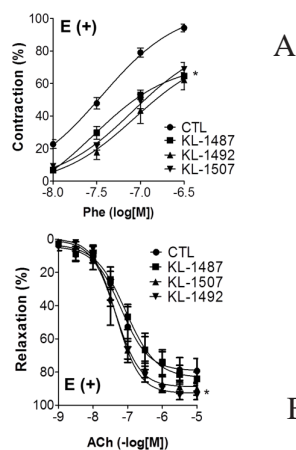 A
E (+)
Contraction (%)
100
80
60
40
20
0
*
CTL
KL-1487
KL-1492
KL-1507
-8.0 -7.5 -7.0 -6.5
Phe (log[M])
Relaxation (%)
0
20
40
60
80
100
CTL
KL-1487
KL-1507
KL-1492
E (+)
*
-9 -8 -7 -6 -5
ACh (-log[M])